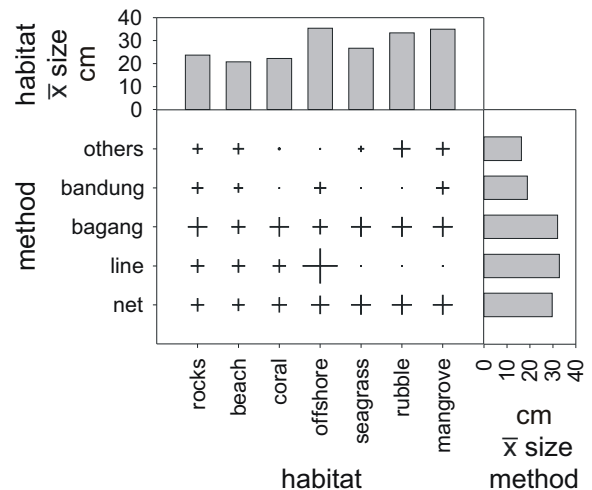 habitat
x̅ size
cm
40
30
20
10
0
method
others
bandung
bagang
line
net
rocks
beach
coral
offshore
seagrass
rubble
mangrove
habitat
0
10
20
30
40
cm
x̅ size
method